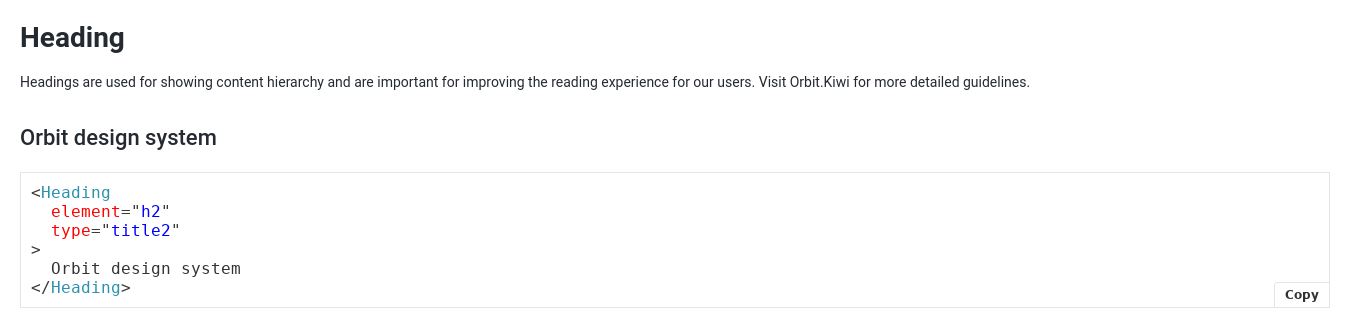 Heading
Headings are used for showing content hierarchy and are important for improving the reading experience for our users. Visit Orbit.Kiwi for more detailed guidelines.
Orbit design system
<Heading
  element="h2"
  type="title2"
>
  Orbit design system
</Heading>
Copy